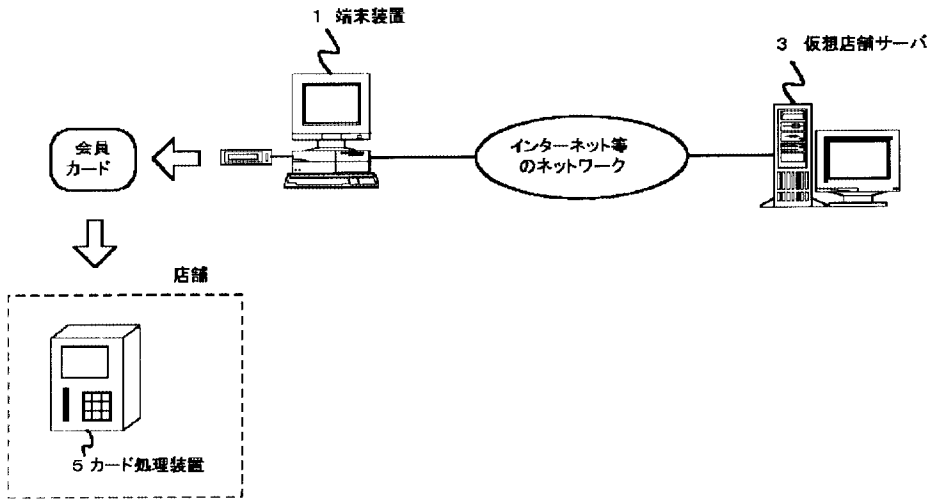 1 端末装置
3 仮想店舗サーバ
会員
カード
インターネット等
のネットワーク
店舗
5 カード処理装置